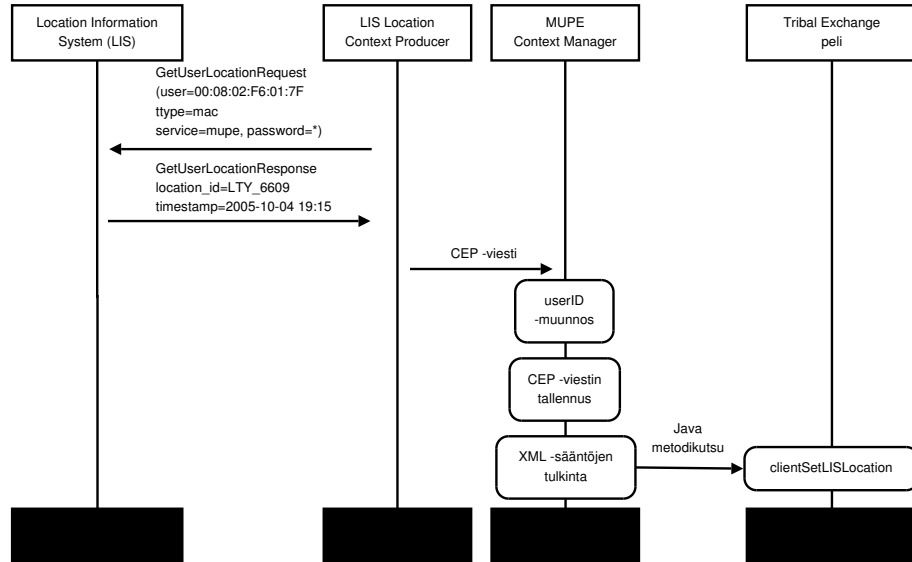 Location Information
System (LIS)
LIS Location
Context Producer
MUPE
Context Manager
Tribal Exchange
peli
GetUserLocationRequest
(user=00:08:02:F6:01:7F
ttype=mac
service=mupe, password=*)
GetUserLocationResponse
location_id=LTY_6609
timestamp=2005-10-04 19:15
CEP -viesti
userID
-muunnos
CEP -viestin
tallennus
XML -sääntöjen
tulkinta
Java
metodikutsu
clientSetLISLocation